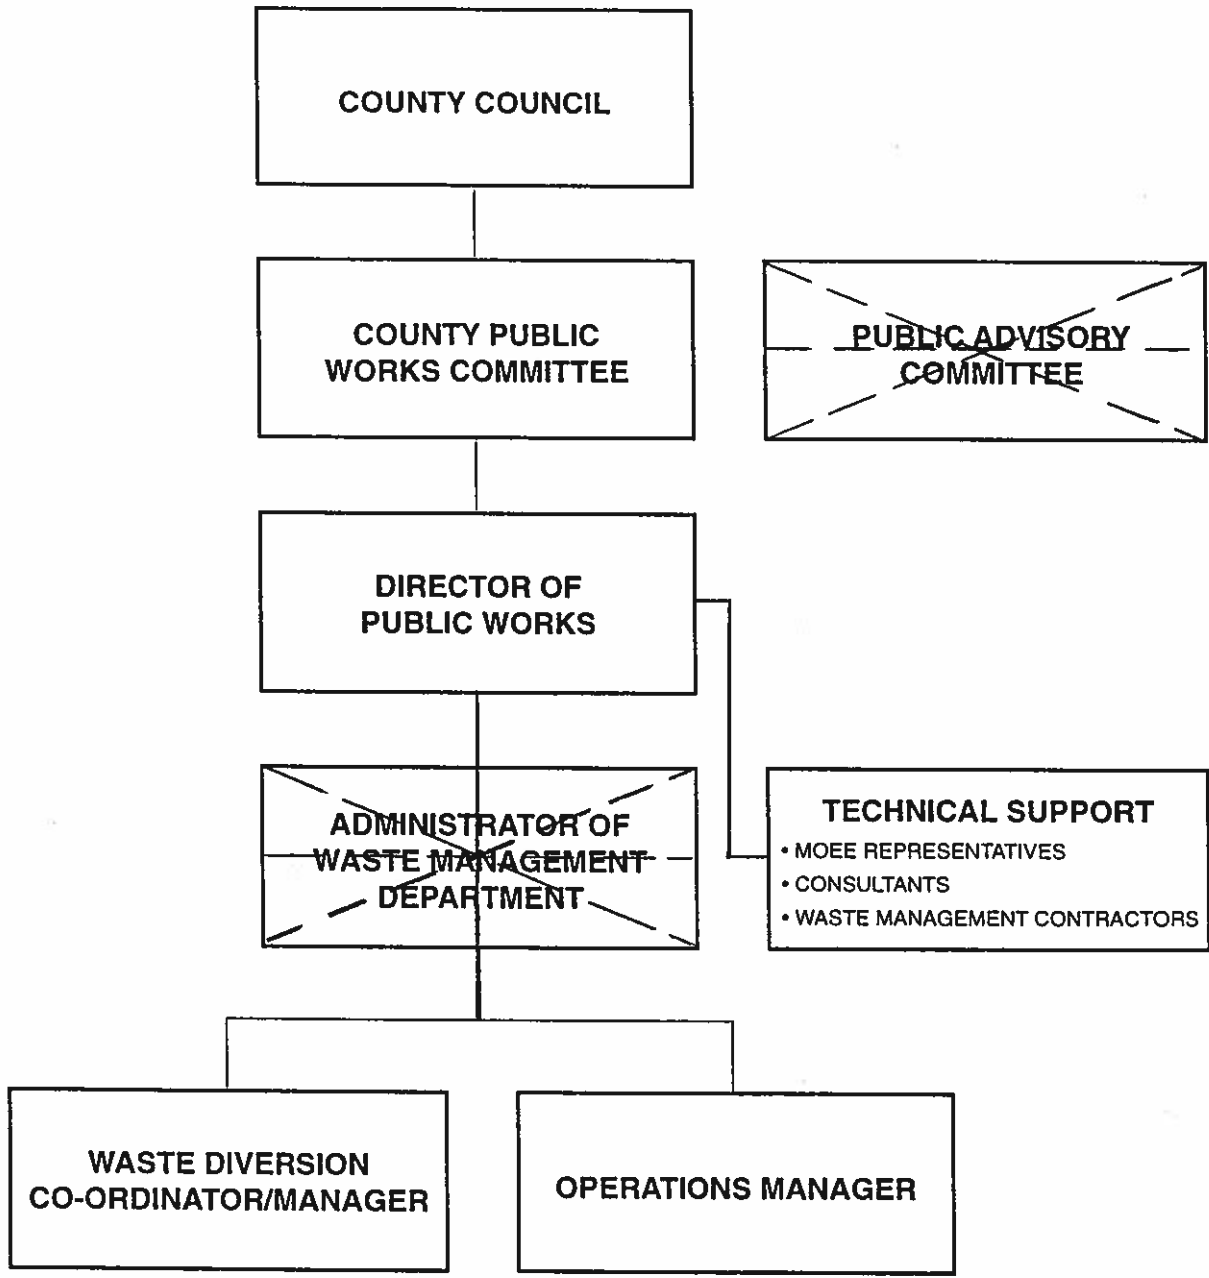 COUNTY COUNCIL
COUNTY PUBLIC
WORKS COMMITTEE
PUBLIC ADVISORY
COMMITTEE
DIRECTOR OF
PUBLIC WORKS
ADMINISTRATOR OF
WASTE MANAGEMENT
DEPARTMENT
TECHNICAL SUPPORT
• MOEE REPRESENTATIVES
• CONSULTANTS
• WASTE MANAGEMENT CONTRACTORS
WASTE DIVERSION
CO-ORDINATOR/MANAGER
OPERATIONS MANAGER